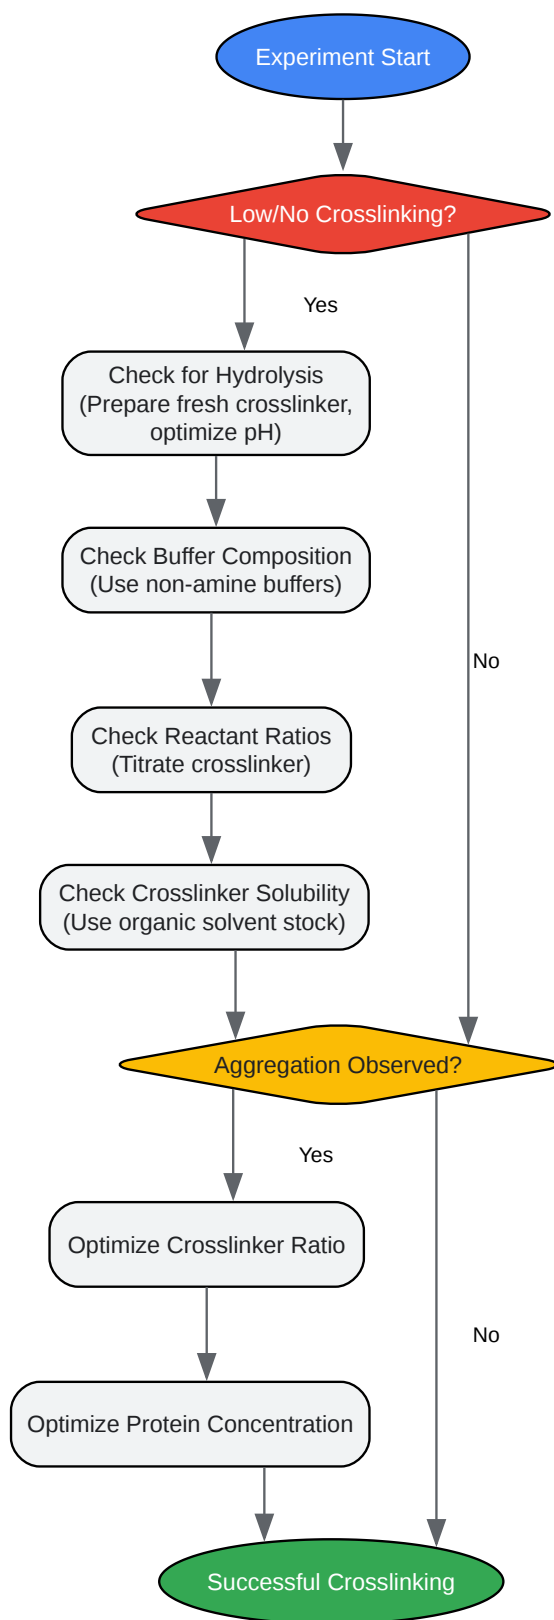 Experiment Start
Low/No Crosslinking?
Yes
Check for Hydrolysis
(Prepare fresh crosslinker,
optimize pH)
Check Buffer Composition
(Use non-amine buffers)
No
Check Reactant Ratios
(Titrate crosslinker)
Check Crosslinker Solubility
(Use organic solvent stock)
Aggregation Observed?
Yes
Optimize Crosslinker Ratio
No
Optimize Protein Concentration
Successful Crosslinking